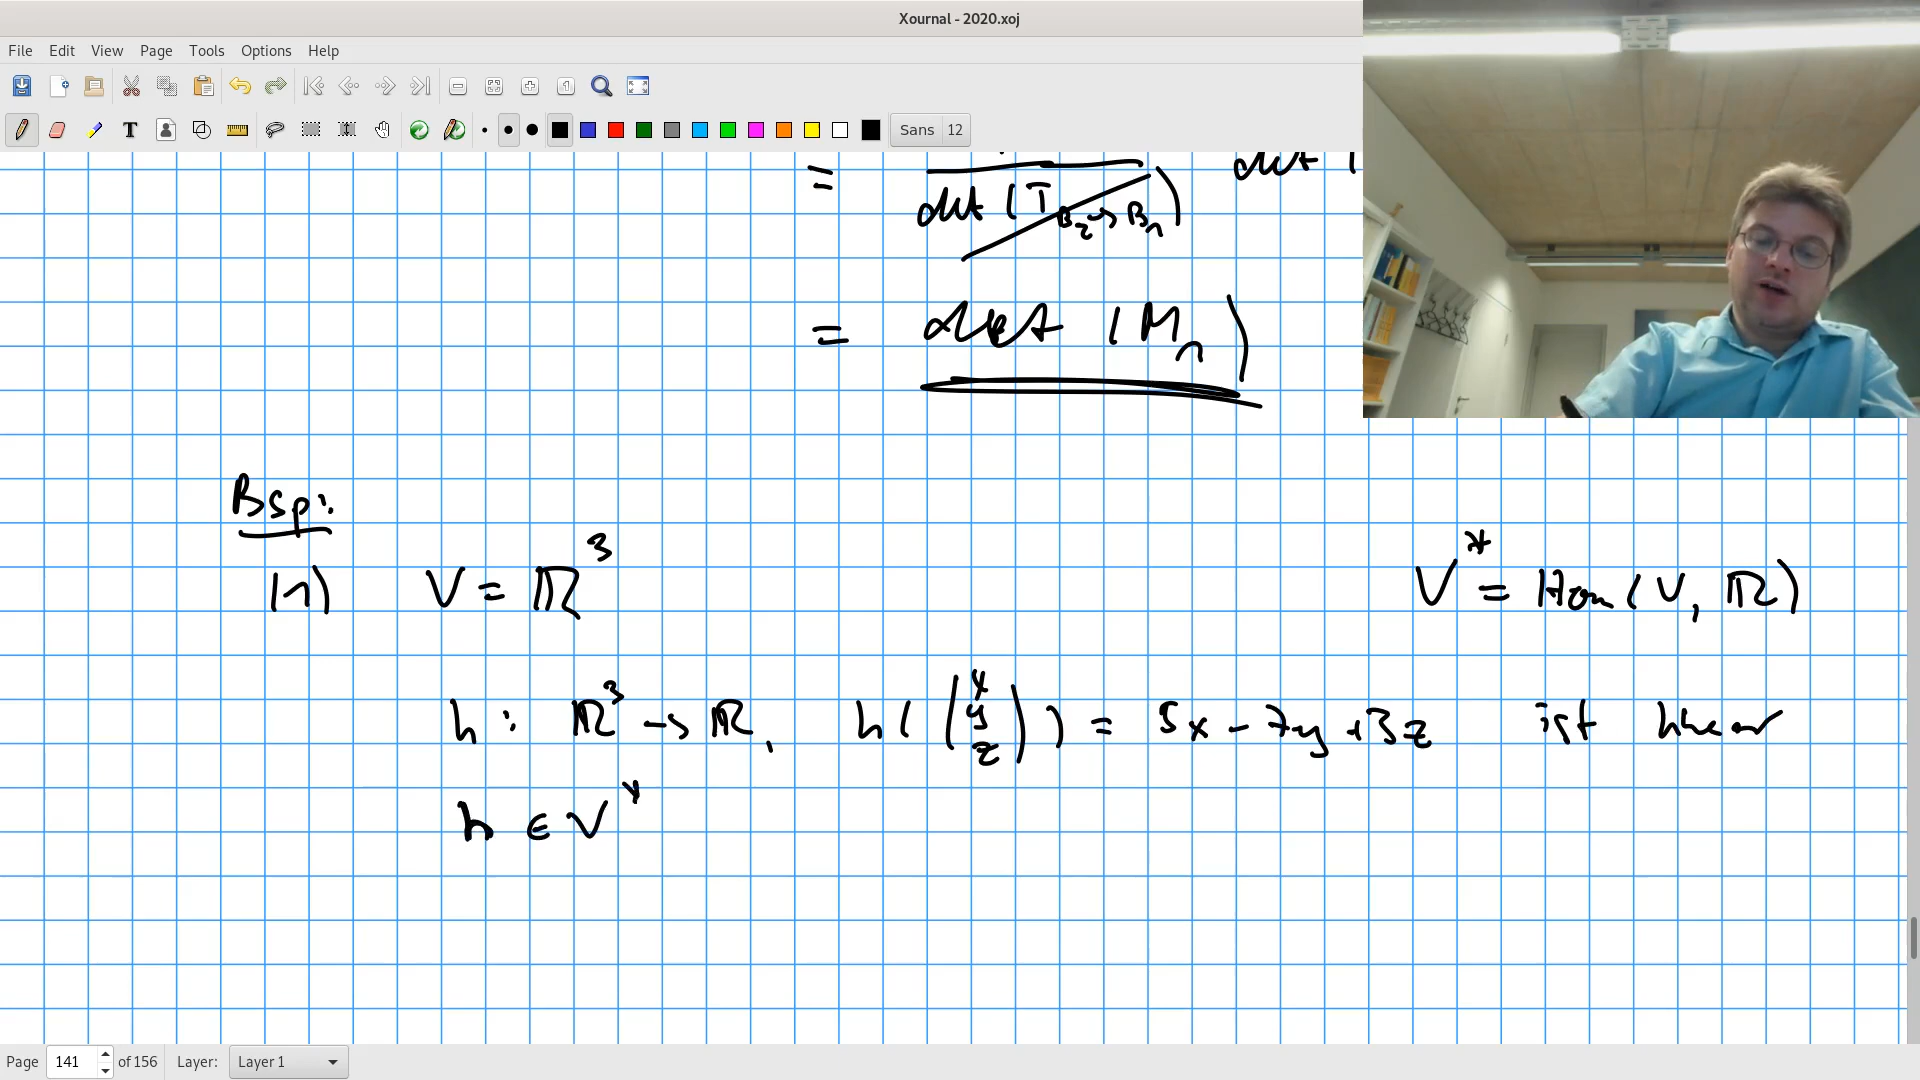 Xournal - 2020.xoj
File Edit View Page Tools Options Help
Sans 12
= det (T B₂→B₁) det (
= det (M₁)
Bsp:
(1) V = ℝ³ V* = Hom(V, ℝ)
h: ℝ³ → ℝ, h((x y z)) = 5x - 7y + 3z ist linear
h ∈ V*
Page 141 of 156 Layer: Layer 1